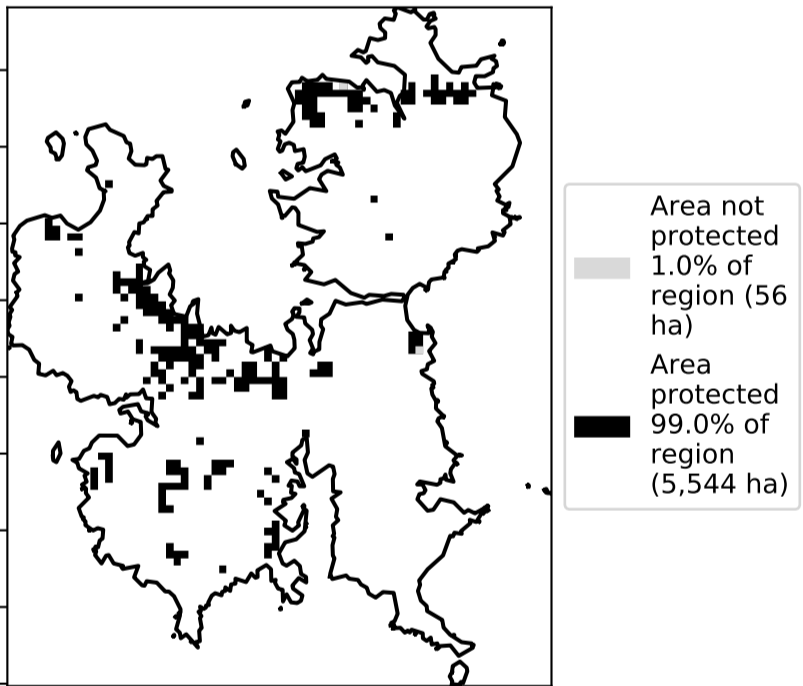 Area not
protected
1.0% of
region (56
ha)
Area
protected
99.0% of
region
(5,544 ha)